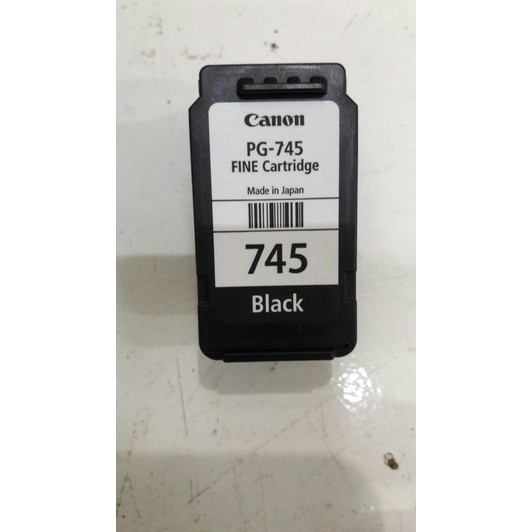 Canon
PG-745
FINE Cartridge
Made in Japan
745
Black